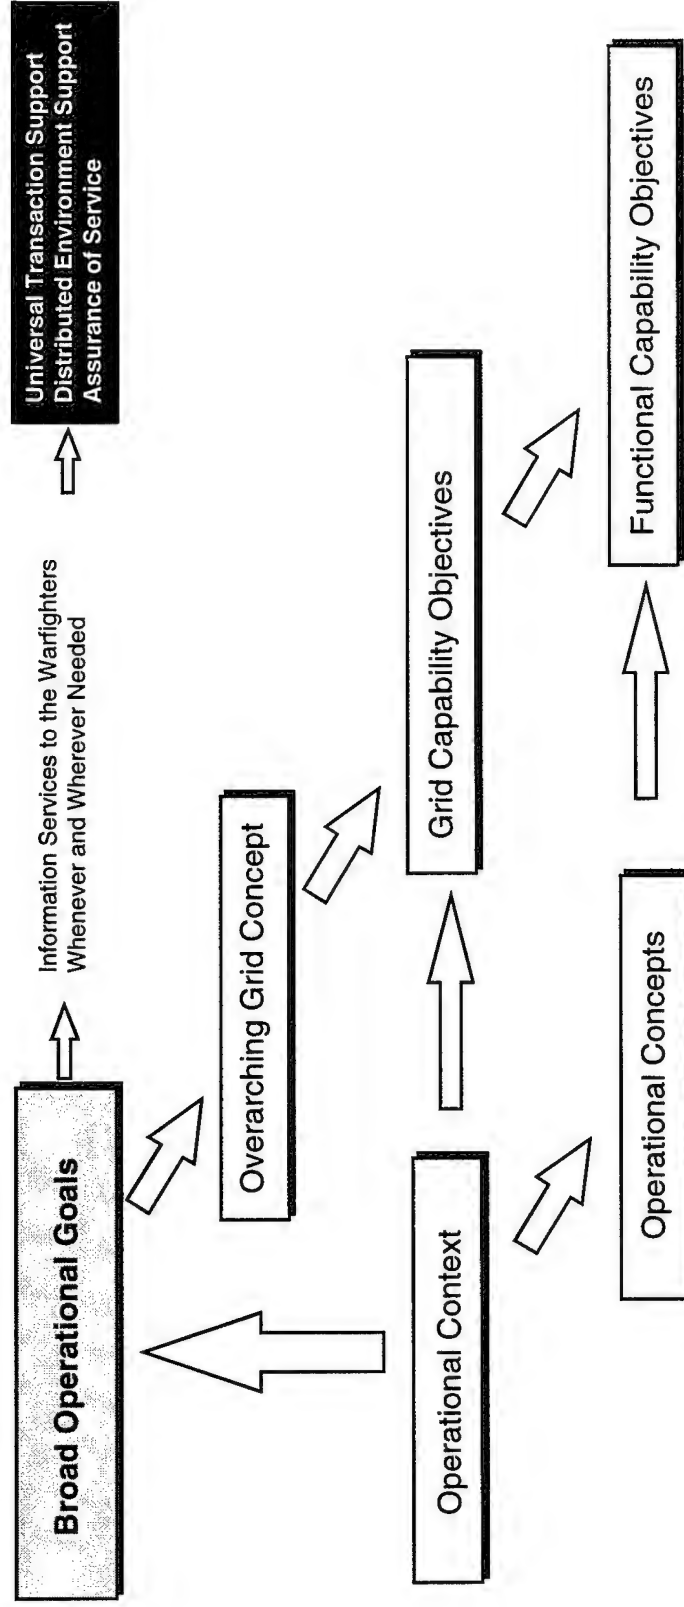 Broad Operational Goals
Information Services to the Warfighters
Whenever and Wherever Needed
Universal Transaction Support
Distributed Environment Support
Assurance of Service
Overarching Grid Concept
Operational Context
Grid Capability Objectives
Operational Concepts
Functional Capability Objectives